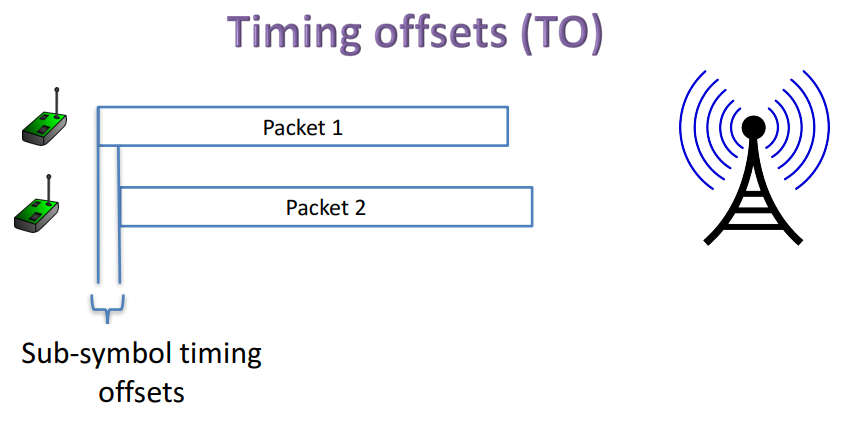 Timing offsets (TO)
Packet 1
Packet 2
Sub-symbol timing
offsets